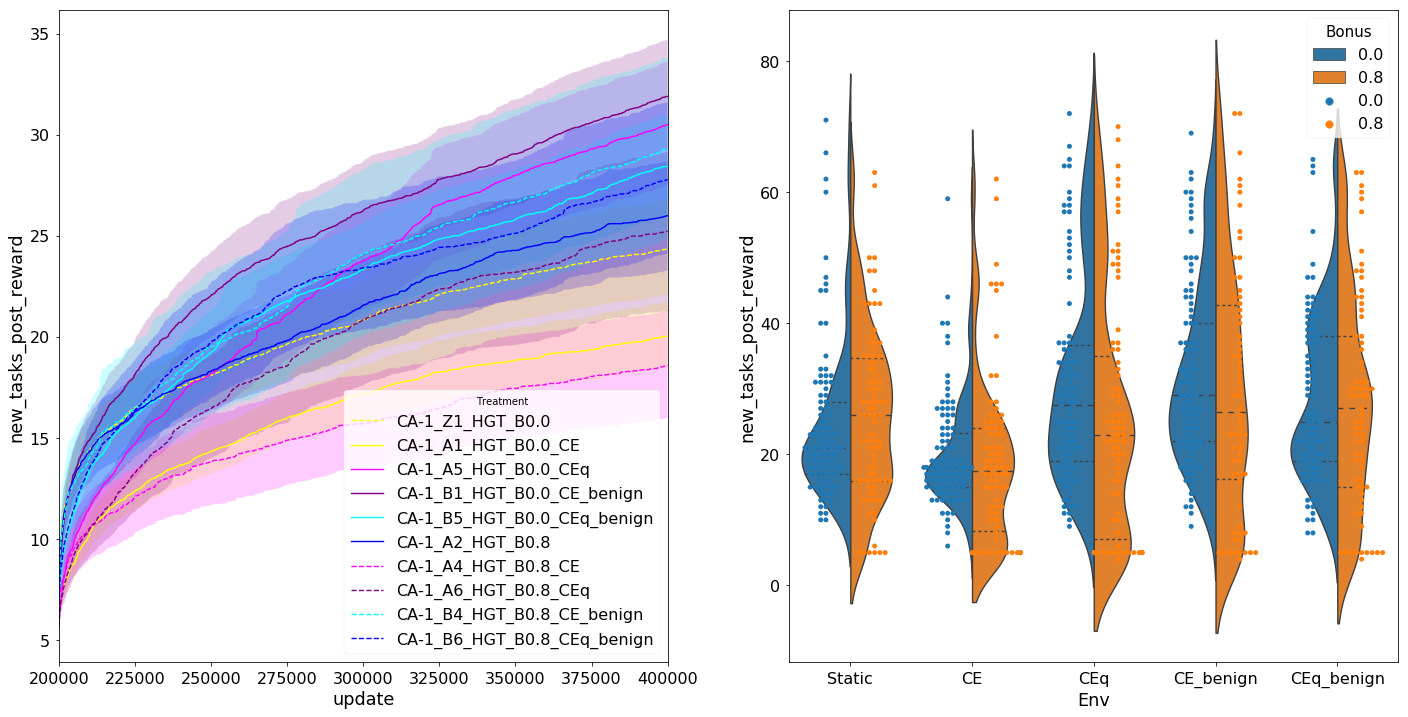 35
30
25
20
15
10
5
new_tasks_post_reward
200000 225000 250000 275000 300000 325000 350000 375000 400000
update
Treatment
CA-1_Z1_HGT_B0.0
CA-1_A1_HGT_B0.0_CE
CA-1_A5_HGT_B0.0_CEq
CA-1_B1_HGT_B0.0_CE_benign
CA-1_B5_HGT_B0.0_CEq_benign
CA-1_A2_HGT_B0.8
CA-1_A4_HGT_B0.8_CE
CA-1_A6_HGT_B0.8_CEq
CA-1_B4_HGT_B0.8_CE_benign
CA-1_B6_HGT_B0.8_CEq_benign
80
60
40
20
0
new_tasks_post_reward
Static CE CEq CE_benign CEq_benign
Env
Bonus
0.0
0.8
0.0
0.8